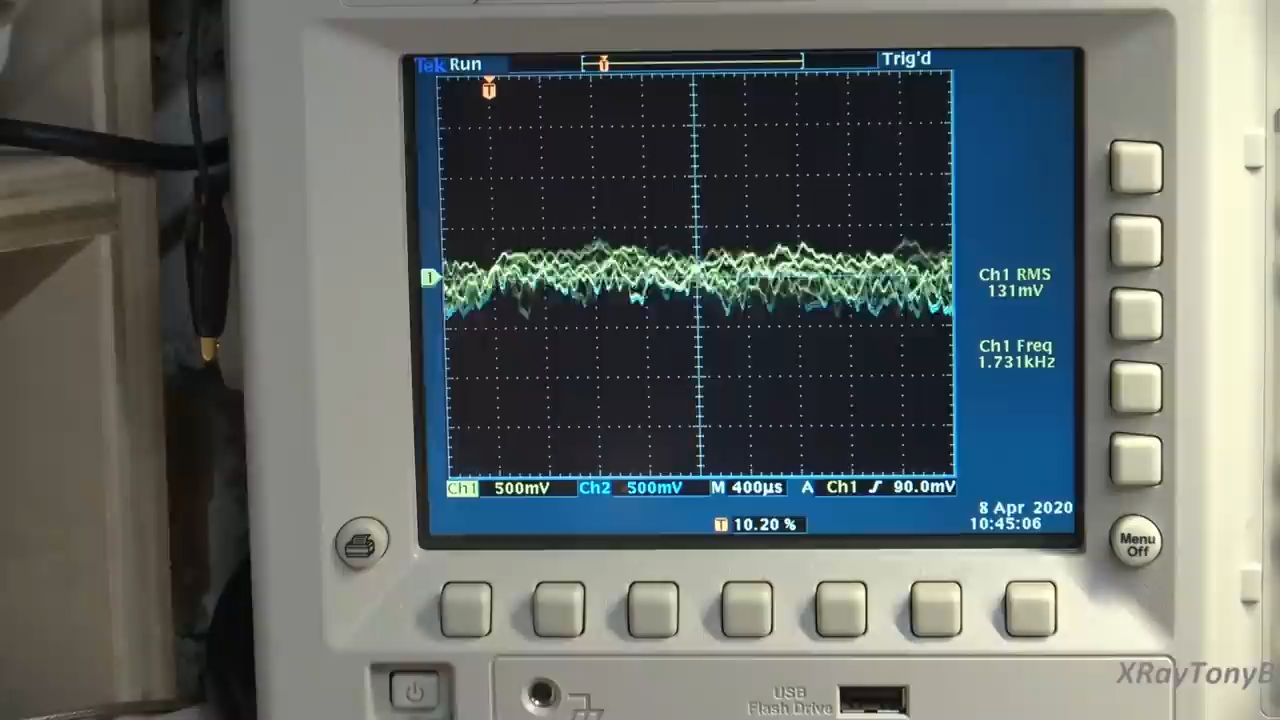 Tek Run Trig'd
T
T
1
Ch1 RMS
131mV
Ch1 Freq
1.731kHz
Ch1 500mV Ch2 500mV M 400µs A Ch1 90.0mV
T 10.20 %
8 Apr 2020
10:45:06
Menu
Off
USB
Flash Drive
XRayTonyB